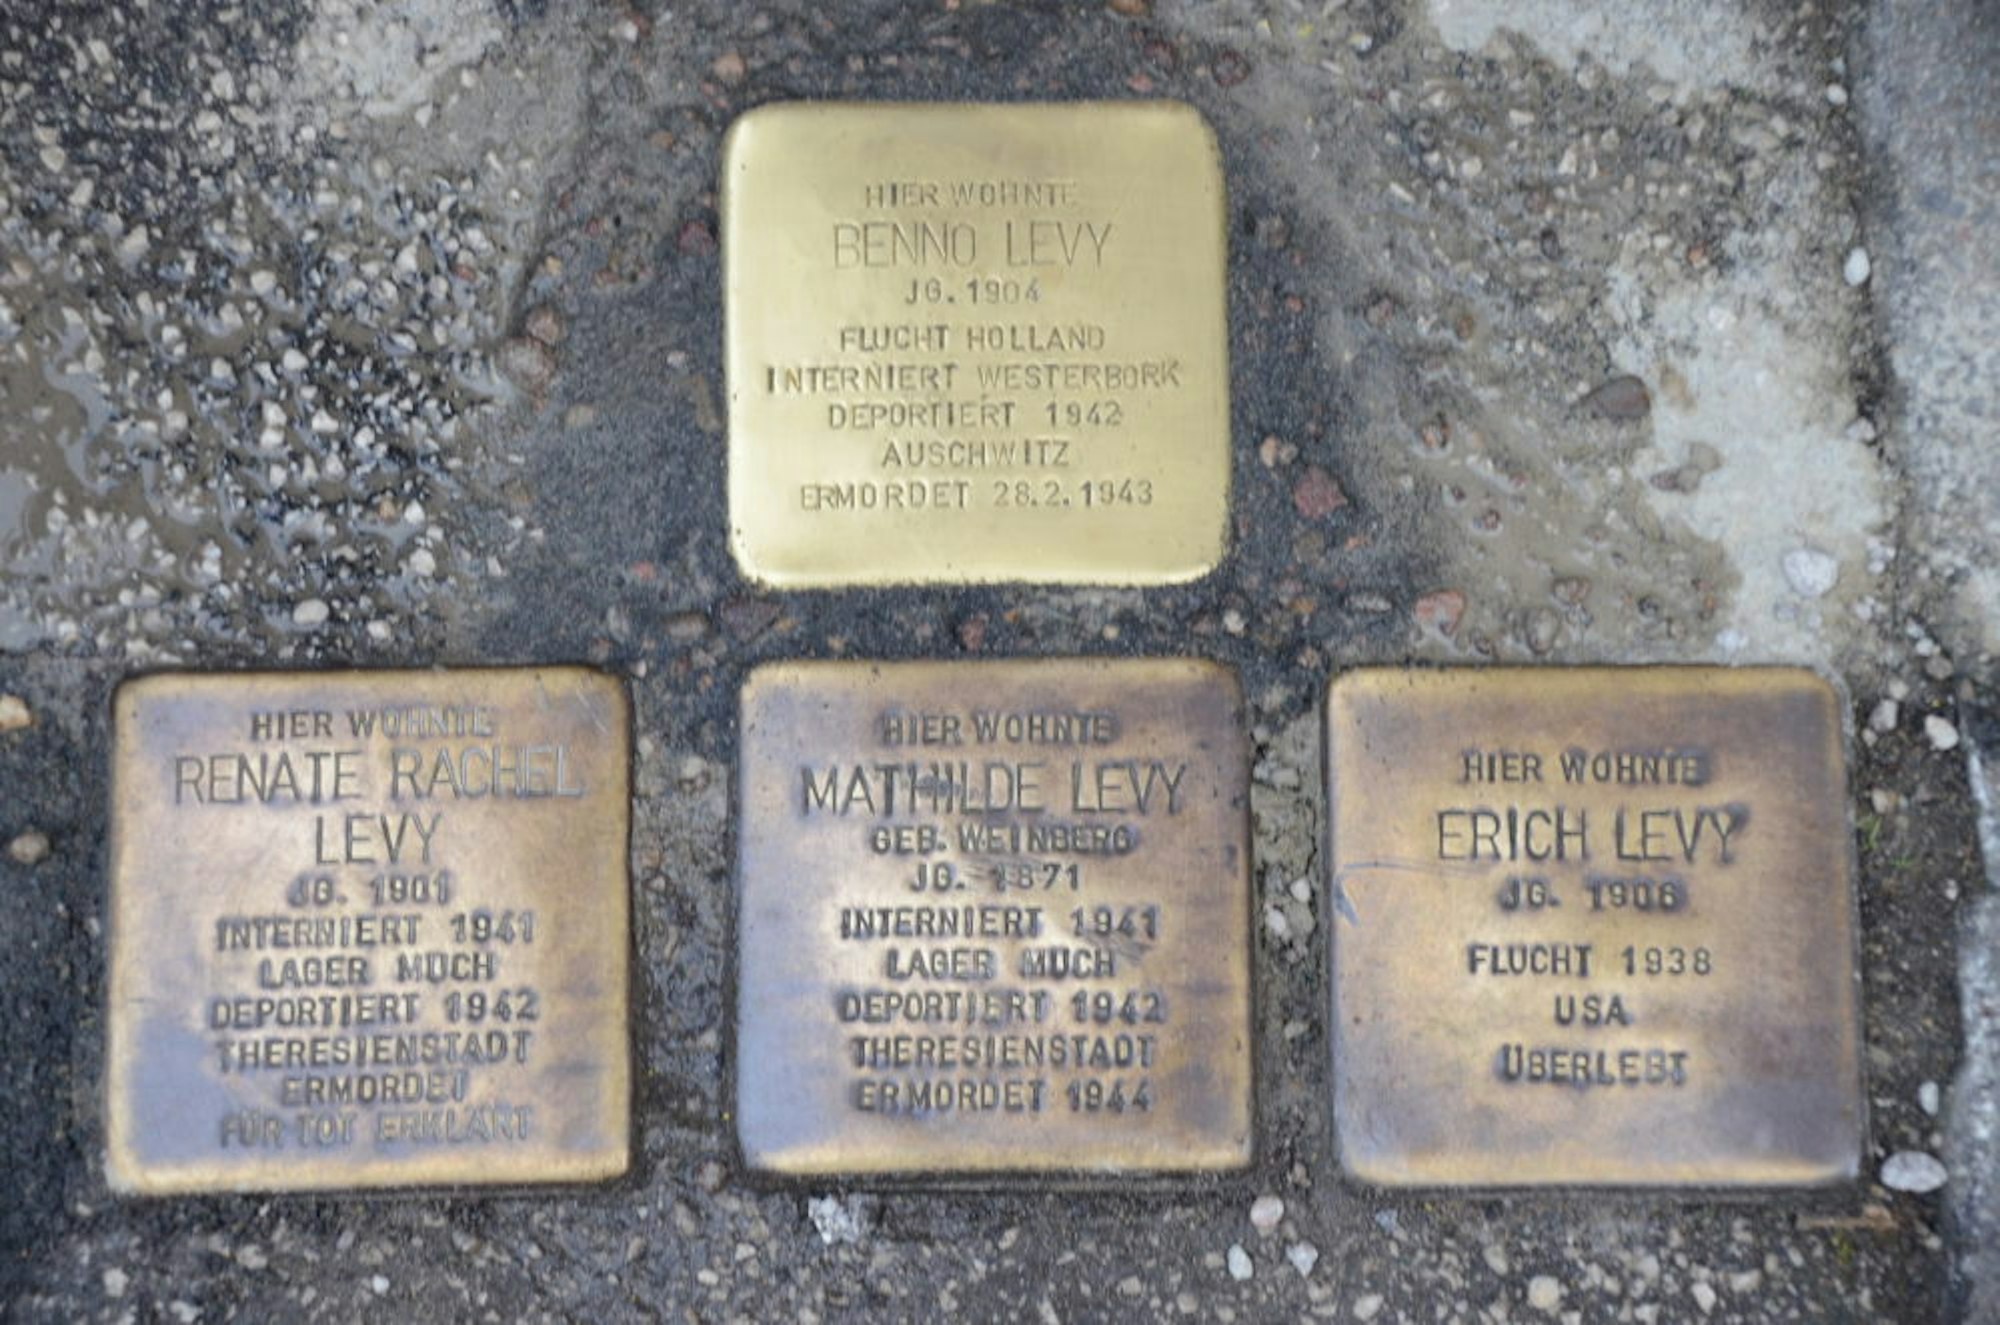 HIER WOHNTE
BENNO LEVY
JG. 1904
FLUCHT HOLLAND
INTERNIERT WESTERBORK
DEPORTIERT 1942
AUSCHWITZ
ERMORDET 28.2.1943
HIER WOHNTE
RENATE RACHEL
LEVY
JG. 1901
INTERNIERT 1941
LAGER MUCH
DEPORTIERT 1942
THERESIENSTADT
ERMORDET
FÜR TOT ERKLÄRT
HIER WOHNTE
MATHILDE LEVY
GEB. WEINBERG
JG. 1871
INTERNIERT 1941
LAGER MUCH
DEPORTIERT 1942
THERESIENSTADT
ERMORDET 1944
HIER WOHNTE
ERICH LEVY
JG. 1906
FLUCHT 1938
USA
ÜBERLEBT